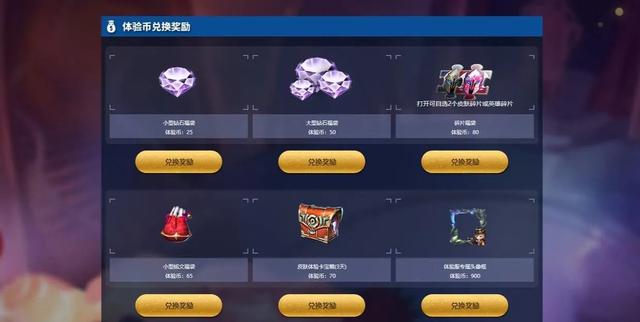 体验币兑换奖励
打开可自选2个皮肤碎片或英雄碎片
小型钻石福袋
体验币：25
大型钻石福袋
体验币：50
碎片福袋
体验币：80
兑换奖励
兑换奖励
兑换奖励
小型铭文福袋
体验币：65
皮肤体验卡宝箱(3天)
体验币：70
体验服专属头像框
体验币：900
兑换奖励
兑换奖励
兑换奖励